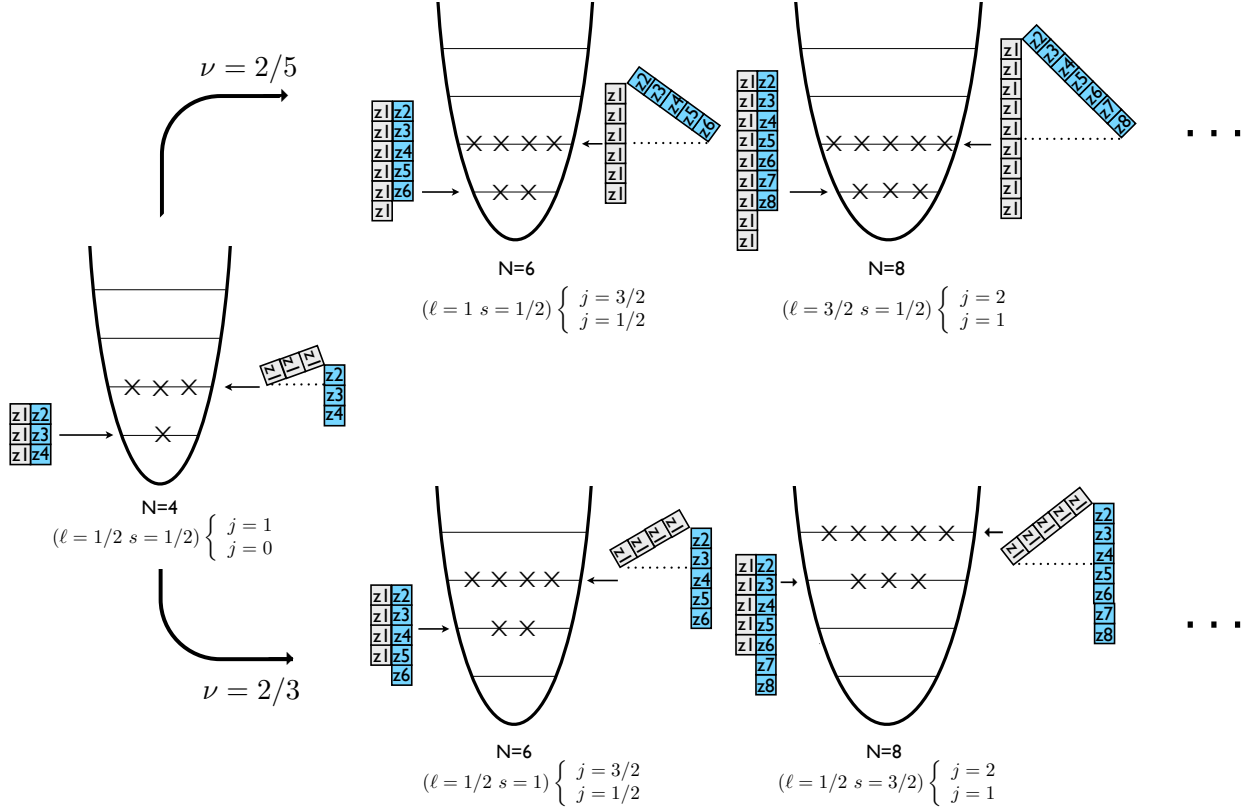 ν = 2/5
z1 z2
z1 z3
z1 z4
z1 z5
z1 z6
z1
z1
z1
z1
z1
z1
z2
z3
z4
z5
z6
N=6
(ℓ = 1 s = 1/2) { j = 3/2
j = 1/2
z1 z2
z1 z3
z1 z4
z1 z5
z1 z6
z1 z7
z1 z8
z1
z1
z1
z1
z1
z1
z1
z1
z1
z1
z1
z2
z3
z4
z5
z6
z7
z8
N=8
(ℓ = 3/2 s = 1/2) { j = 2
j = 1
. . .
z1 z2
z1 z3
z1 z4
z1
z1
z1
z2
z3
z4
N=4
(ℓ = 1/2 s = 1/2) { j = 1
j = 0
ν = 2/3
z1 z2
z1 z3
z1 z4
z1 z5
z6
z1
z1
z1
z1
z2
z3
z4
z5
z6
N=6
(ℓ = 1/2 s = 1) { j = 3/2
j = 1/2
z1 z2
z1 z3
z1 z4
z1 z5
z1 z6
z7
z8
z1
z1
z1
z1
z1
z2
z3
z4
z5
z6
z7
z8
N=8
(ℓ = 1/2 s = 3/2) { j = 2
j = 1
. . .